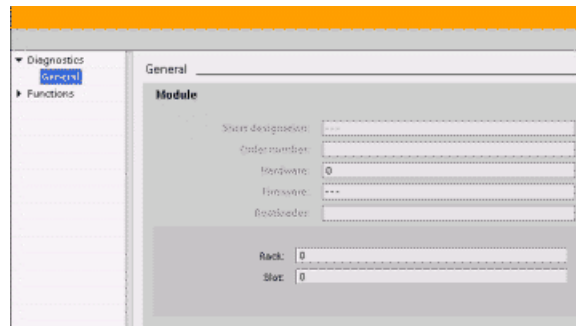 Diagnostics
General
Functions
General
Module
Short designation: ---
Order number:
Hardware: 0
Firmware: ---
Bootloader:
Rack: 0
Slot: 0